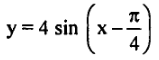 y = 4 sin (x − π/4)